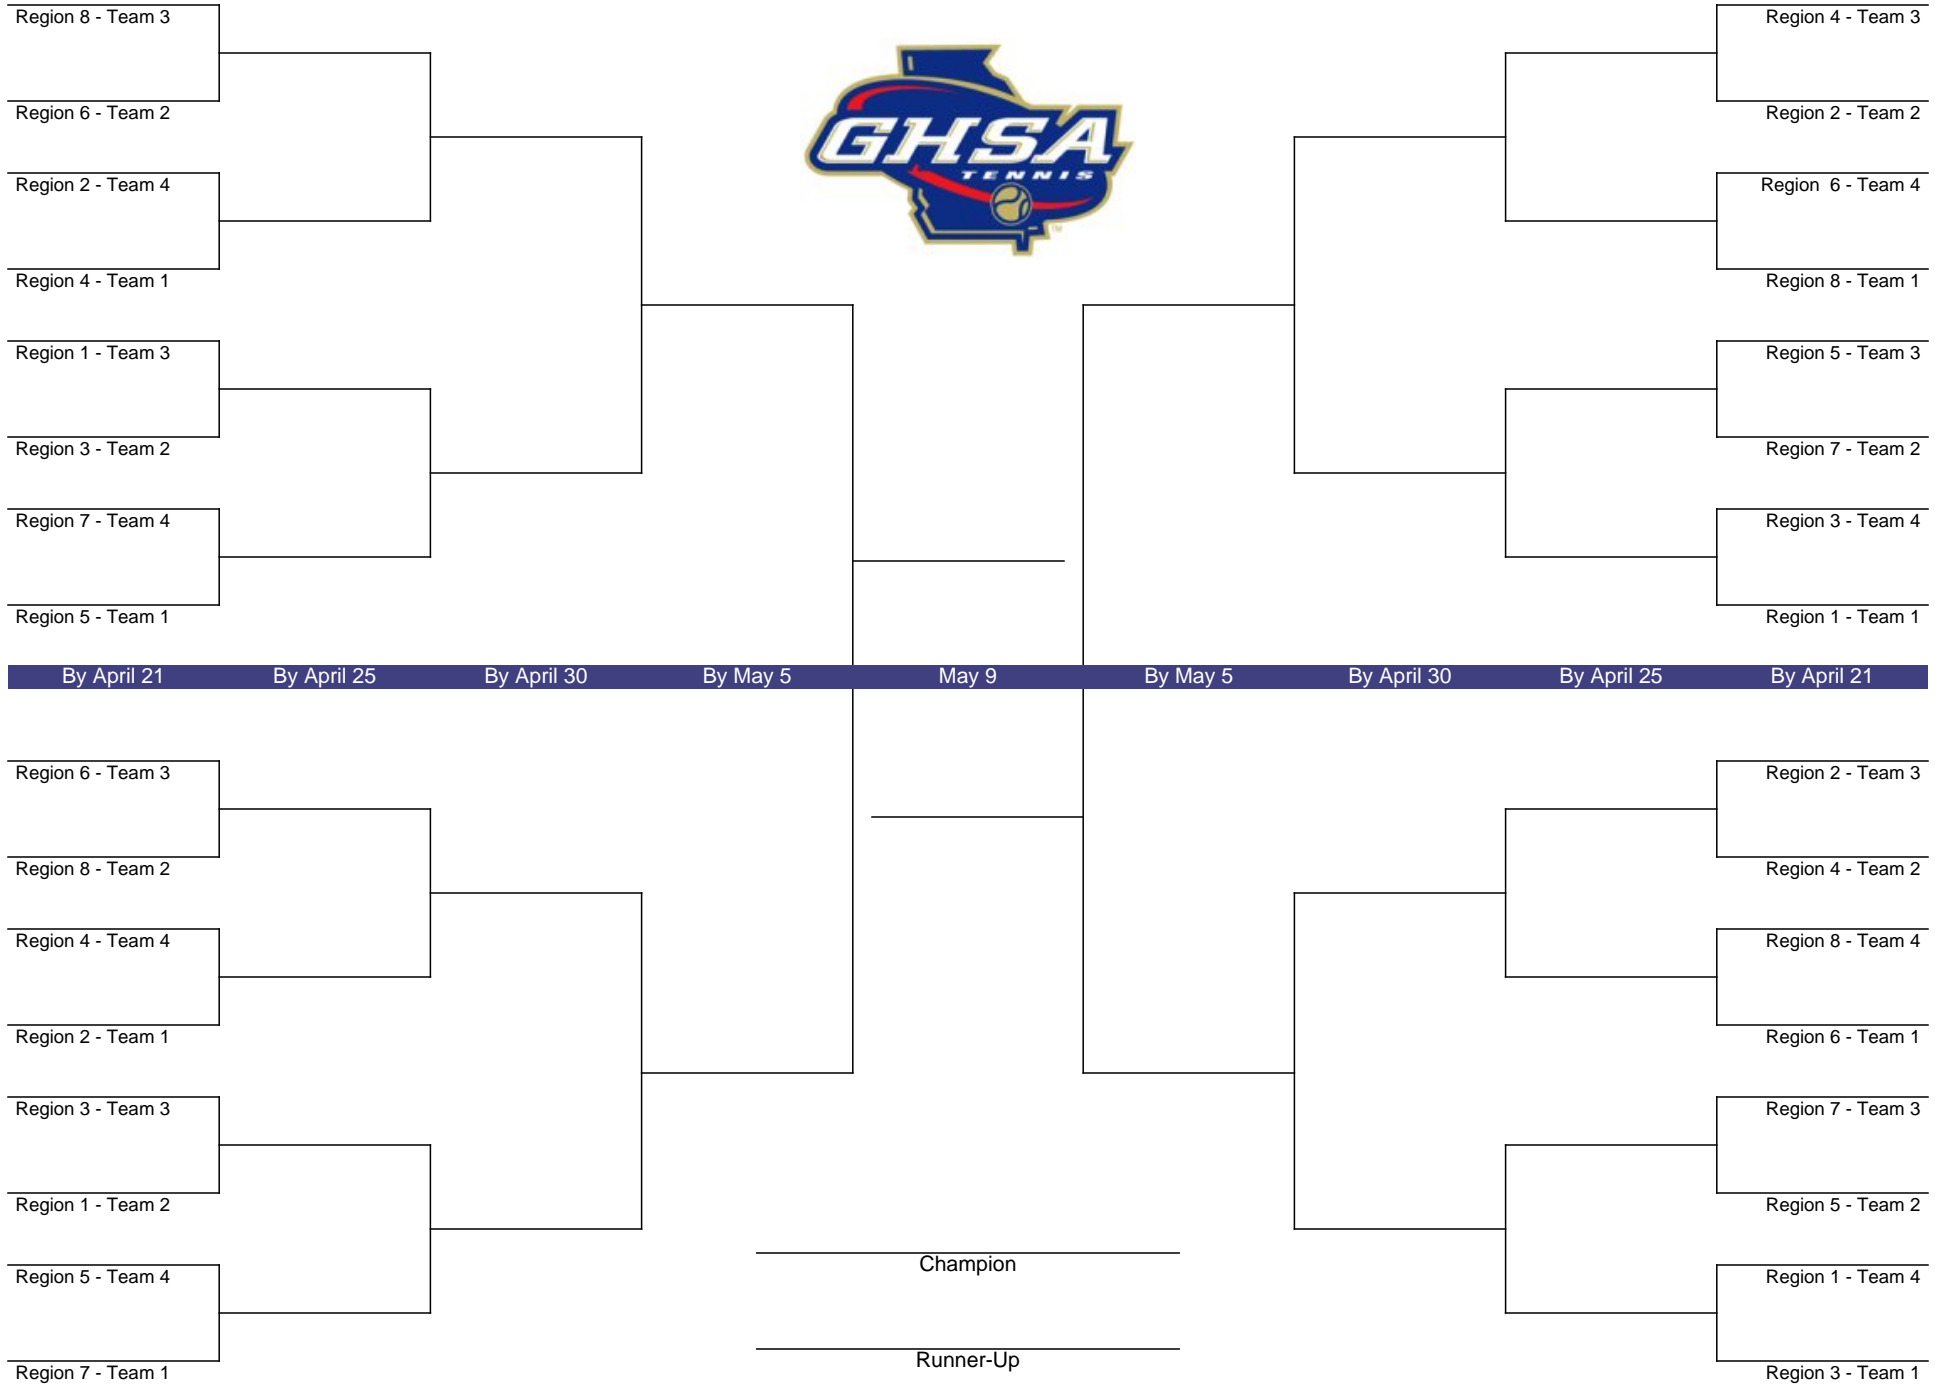 Region 8 - Team 3
Region 6 - Team 2
Region 2 - Team 4
Region 4 - Team 1
Region 1 - Team 3
Region 3 - Team 2
Region 7 - Team 4
Region 5 - Team 1
GHSA
TENNIS
TM
Region 4 - Team 3
Region 2 - Team 2
Region  6 - Team 4
Region 8 - Team 1
Region 5 - Team 3
Region 7 - Team 2
Region 3 - Team 4
Region 1 - Team 1
By April 21 By April 25 By April 30 By May 5 May 9 By May 5 By April 30 By April 25 By April 21
Region 6 - Team 3
Region 8 - Team 2
Region 4 - Team 4
Region 2 - Team 1
Region 3 - Team 3
Region 1 - Team 2
Region 5 - Team 4
Region 7 - Team 1
Champion
Runner-Up
Region 2 - Team 3
Region 4 - Team 2
Region 8 - Team 4
Region 6 - Team 1
Region 7 - Team 3
Region 5 - Team 2
Region 1 - Team 4
Region 3 - Team 1